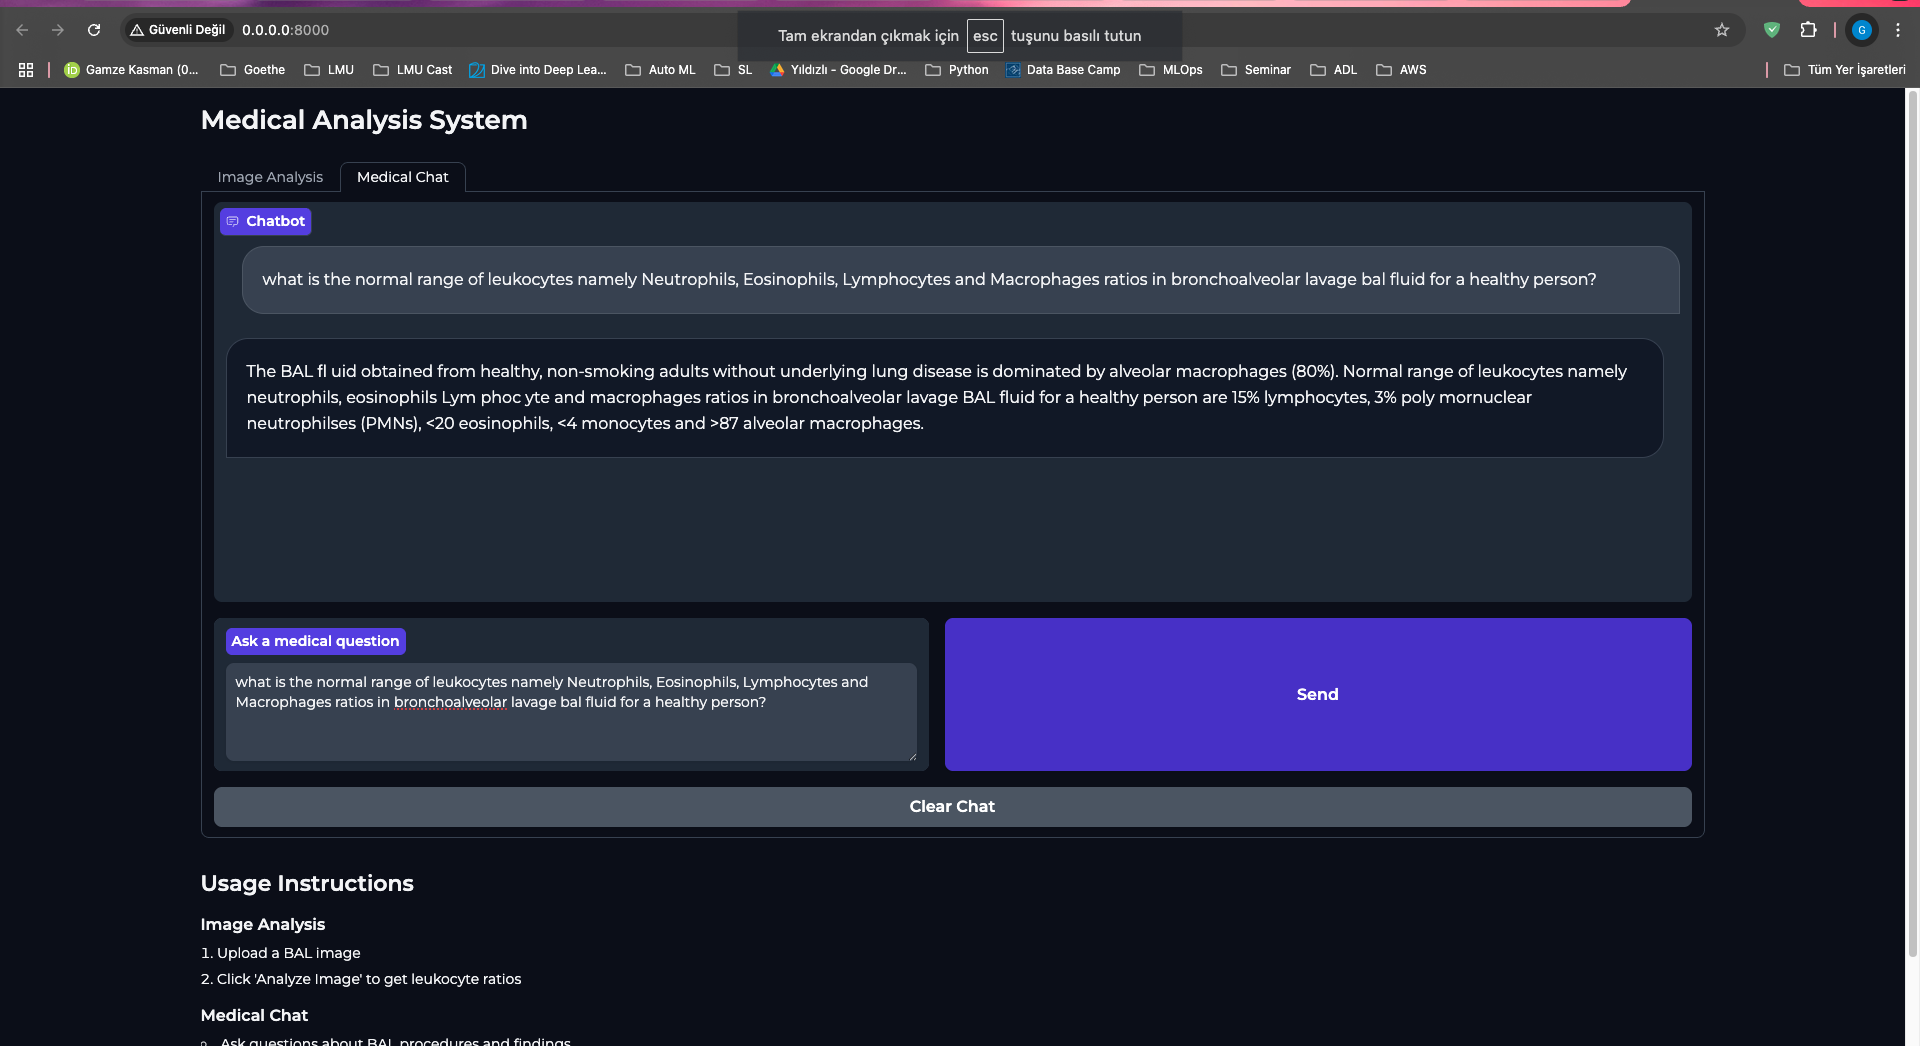 Güvenli Değil 0.0.0.0:8000
Tam ekrandan çıkmak için esc tuşunu basılı tutun
G
iD Gamze Kasman (0... Goethe LMU LMU Cast Dive into Deep Lea... Auto ML SL Yıldızlı - Google Dr... Python Data Base Camp MLOps Seminar ADL AWS Tüm Yer İşaretleri
Medical Analysis System
Image Analysis Medical Chat
Chatbot
what is the normal range of leukocytes namely Neutrophils, Eosinophils, Lymphocytes and Macrophages ratios in bronchoalveolar lavage bal fluid for a healthy person?
The BAL fl uid obtained from healthy, non-smoking adults without underlying lung disease is dominated by alveolar macrophages (80%). Normal range of leukocytes namely
neutrophils, eosinophils Lym phoc yte and macrophages ratios in bronchoalveolar lavage BAL fluid for a healthy person are 15% lymphocytes, 3% poly mornuclear
neutrophilses (PMNs), <20 eosinophils, <4 monocytes and >87 alveolar macrophages.
Ask a medical question
what is the normal range of leukocytes namely Neutrophils, Eosinophils, Lymphocytes and
Macrophages ratios in bronchoalveolar lavage bal fluid for a healthy person?
Send
Clear Chat
Usage Instructions
Image Analysis
1. Upload a BAL image
2. Click 'Analyze Image' to get leukocyte ratios
Medical Chat
Ask questions about BAL procedures and findings